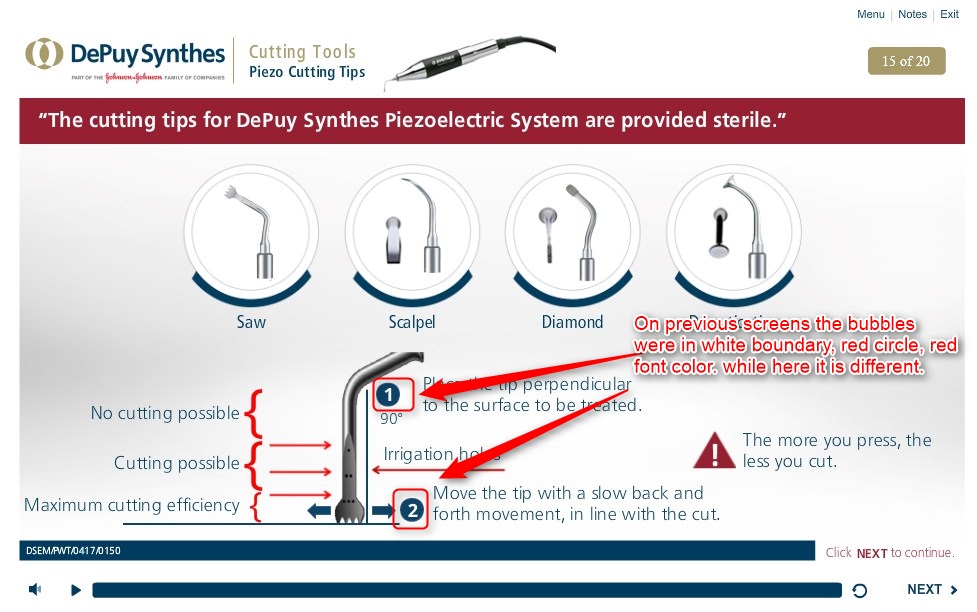 Menu | Notes | Exit
DePuy Synthes
PART OF THE Johnson & Johnson FAMILY OF COMPANIES
Cutting Tools
Piezo Cutting Tips
15 of 20
“The cutting tips for DePuy Synthes Piezoelectric System are provided sterile.”
Saw
Scalpel
Diamond
On previous screens the bubbles
were in white boundary, red circle, red
font color. while here it is different.
1
the tip perpendicular
to the surface to be treated.
90°
No cutting possible
Cutting possible
Maximum cutting efficiency
Irrigation holes
The more you press, the
less you cut.
2
Move the tip with a slow back and
forth movement, in line with the cut.
DSEM/PWT/0417/0150
Click NEXT to continue.
NEXT